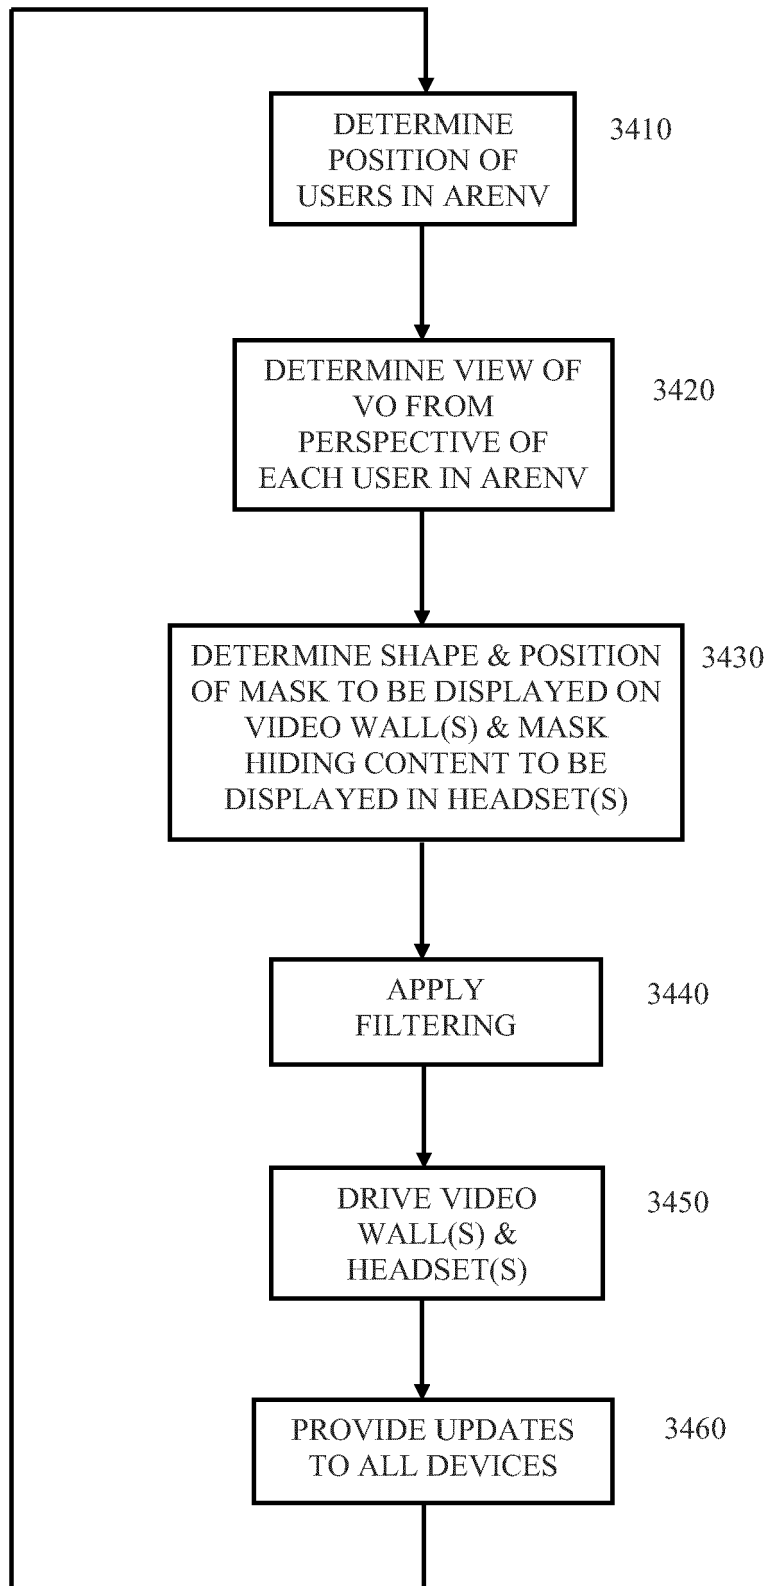 DETERMINE
POSITION OF
USERS IN ARENV
3410
DETERMINE VIEW OF
VO FROM
PERSPECTIVE OF
EACH USER IN ARENV
3420
DETERMINE SHAPE & POSITION
OF MASK TO BE DISPLAYED ON
VIDEO WALL(S) & MASK
HIDING CONTENT TO BE
DISPLAYED IN HEADSET(S)
3430
APPLY
FILTERING
3440
DRIVE VIDEO
WALL(S) &
HEADSET(S)
3450
PROVIDE UPDATES
TO ALL DEVICES
3460